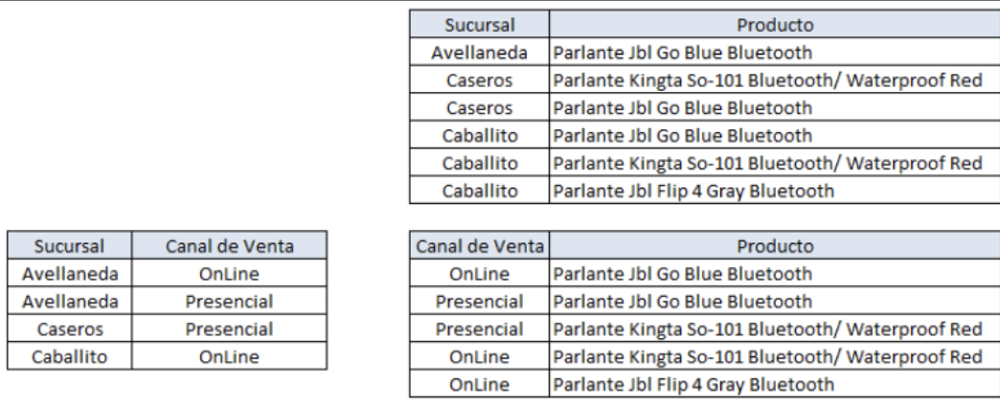 Sucursal Producto
Avellaneda Parlante Jbl Go Blue Bluetooth
Caseros Parlante Kingta So-101 Bluetooth/ Waterproof Red
Caseros Parlante Jbl Go Blue Bluetooth
Caballito Parlante Jbl Go Blue Bluetooth
Caballito Parlante Kingta So-101 Bluetooth/ Waterproof Red
Caballito Parlante Jbl Flip 4 Gray Bluetooth
Sucursal Canal de Venta
Avellaneda OnLine
Avellaneda Presencial
Caseros Presencial
Caballito OnLine
Canal de Venta Producto
OnLine Parlante Jbl Go Blue Bluetooth
Presencial Parlante Jbl Go Blue Bluetooth
Presencial Parlante Kingta So-101 Bluetooth/ Waterproof Red
OnLine Parlante Kingta So-101 Bluetooth/ Waterproof Red
OnLine Parlante Jbl Flip 4 Gray Bluetooth